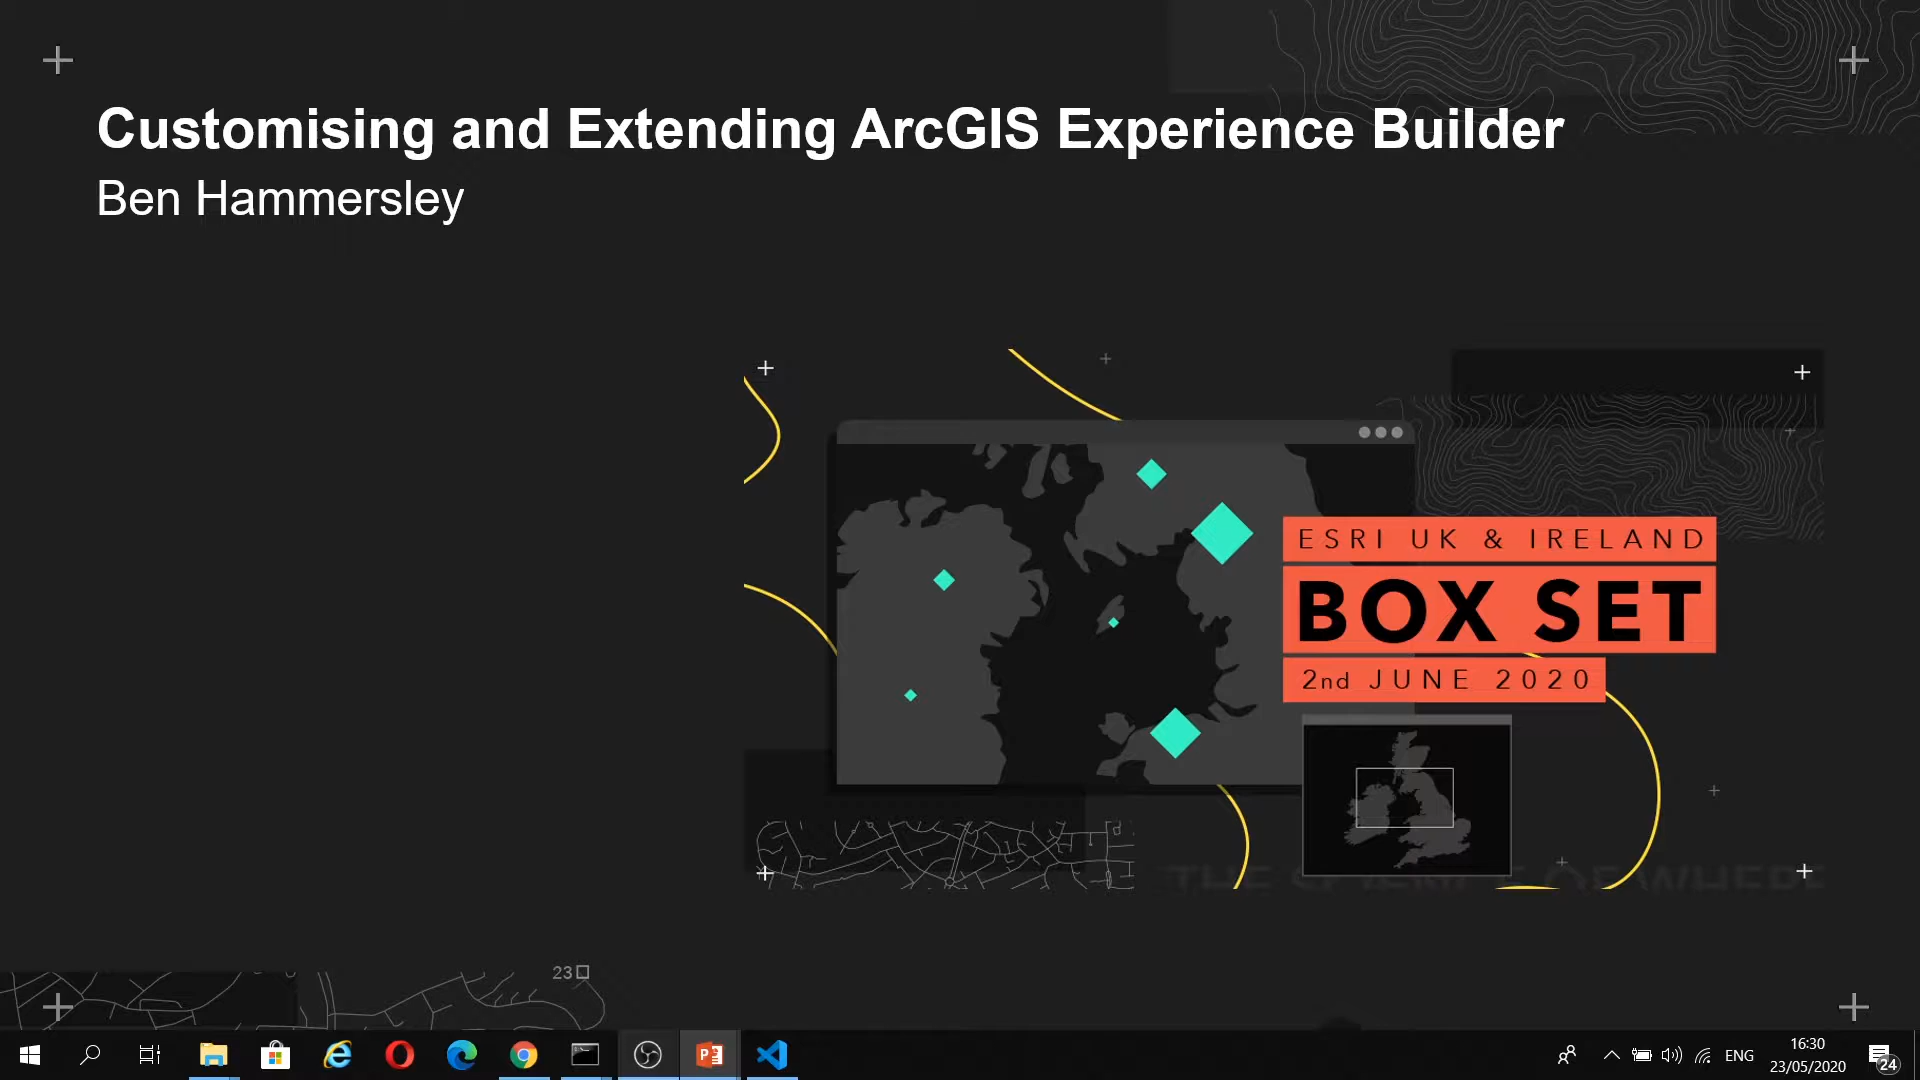 Customising and Extending ArcGIS Experience Builder
Ben Hammersley
ESRI UK & IRELAND
BOX SET
2nd JUNE 2020
23
ENG
16:30
23/05/2020
24